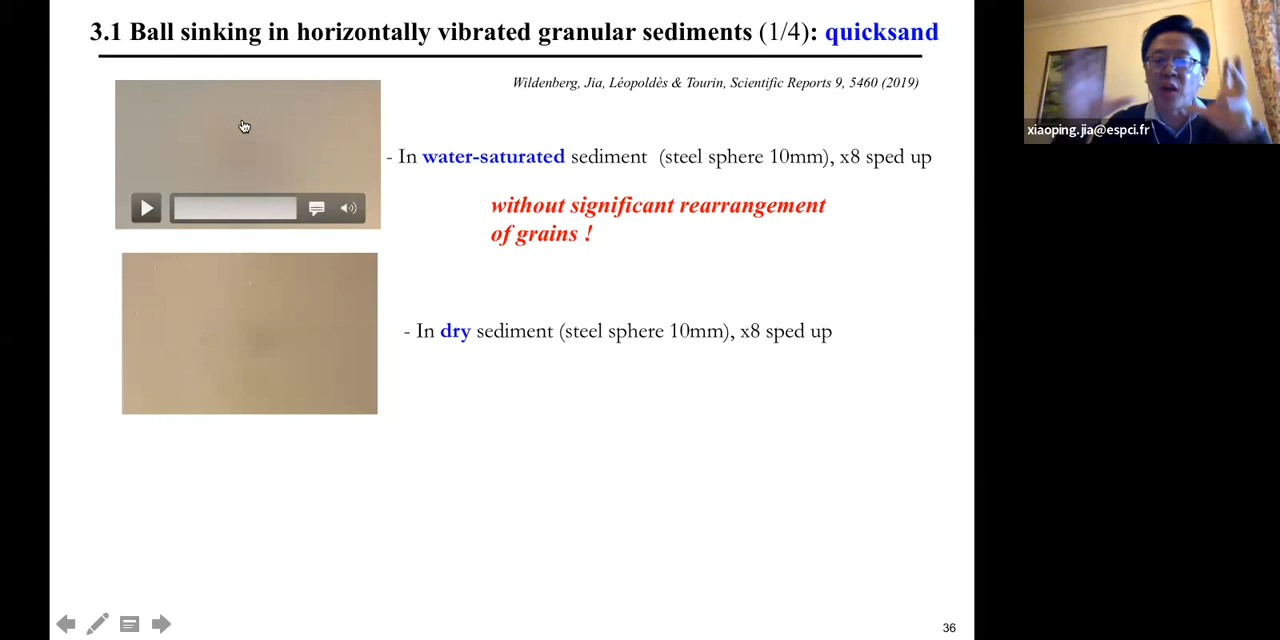 3.1 Ball sinking in horizontally vibrated granular sediments (1/4): quicksand
Wildenberg, Jia, Léopoldès & Tourin, Scientific Reports 9, 5460 (2019)
xiaoping.jia@espci.fr
- In water-saturated sediment (steel sphere 10mm), x8 sped up
without significant rearrangement
of grains !
- In dry sediment (steel sphere 10mm), x8 sped up
36